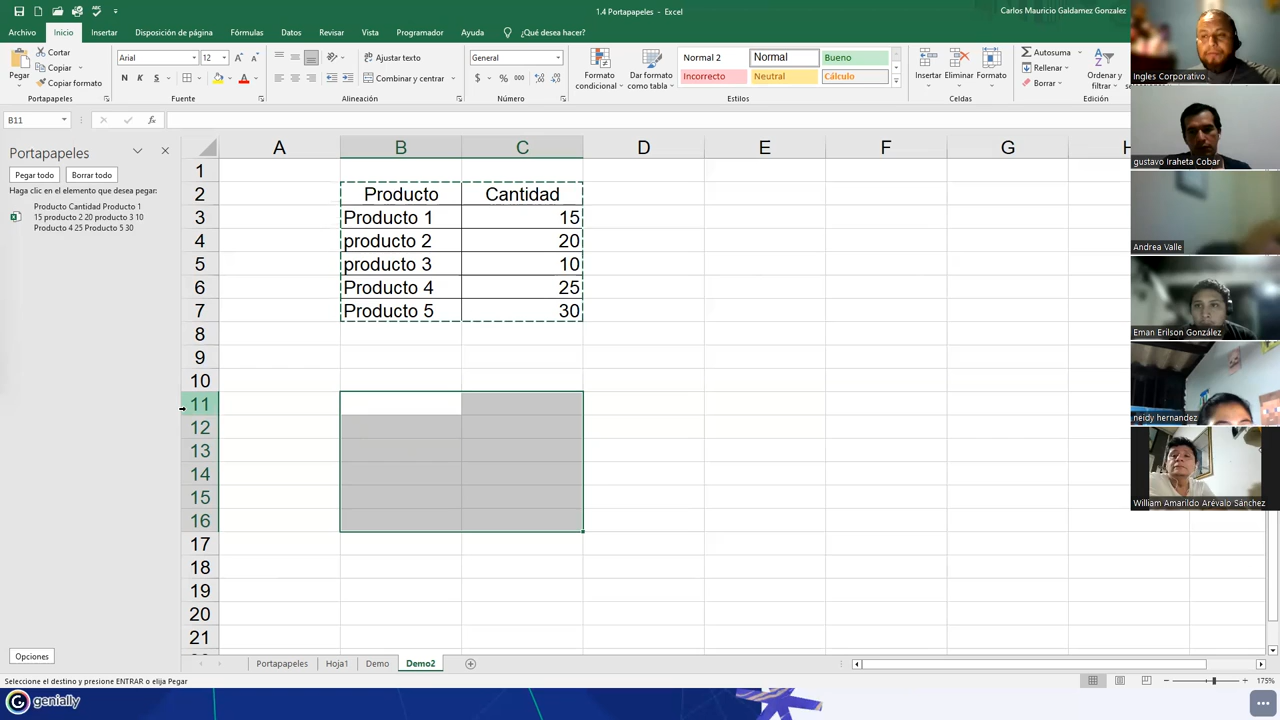 1.4 Portapapeles - Excel
Carlos Mauricio Galdamez Gonzalez
Archivo Inicio Insertar Disposición de página Fórmulas Datos Revisar Vista Programador Ayuda ¿Qué desea hacer?
Pegar
Cortar
Copiar
Copiar formato
Portapapeles
Arial 12
N K S
Fuente
Ajustar texto
Combinar y centrar
Alineación
General
$ % 000
Número
Formato condicional
Dar formato como tabla
Normal 2 Normal Bueno
Incorrecto Neutral Cálculo
Estilos
Insertar Eliminar Formato
Celdas
Autosuma
Rellenar
Borrar
Ordenar y filtrar
Edición
B11
fx
Portapapeles
Pegar todo Borrar todo
Haga clic en el elemento que desea pegar:
Producto Cantidad Producto 1
15 producto 2 20 producto 3 10
Producto 4 25 Producto 5 30
Opciones
A B C D E F G H
1
2 Producto Cantidad
3 Producto 1 15
4 producto 2 20
5 producto 3 10
6 Producto 4 25
7 Producto 5 30
8
9
10
11
12
13
14
15
16
17
18
19
20
21
Portapapeles Hoja1 Demo Demo2
Seleccione el destino y presione ENTRAR o elija Pegar
175%
genially
Ingles Corporativo
gustavo Iraheta Cobar
Andrea Valle
Eman Erilson González
neidy hernandez
William Amarildo Arévalo Sánchez